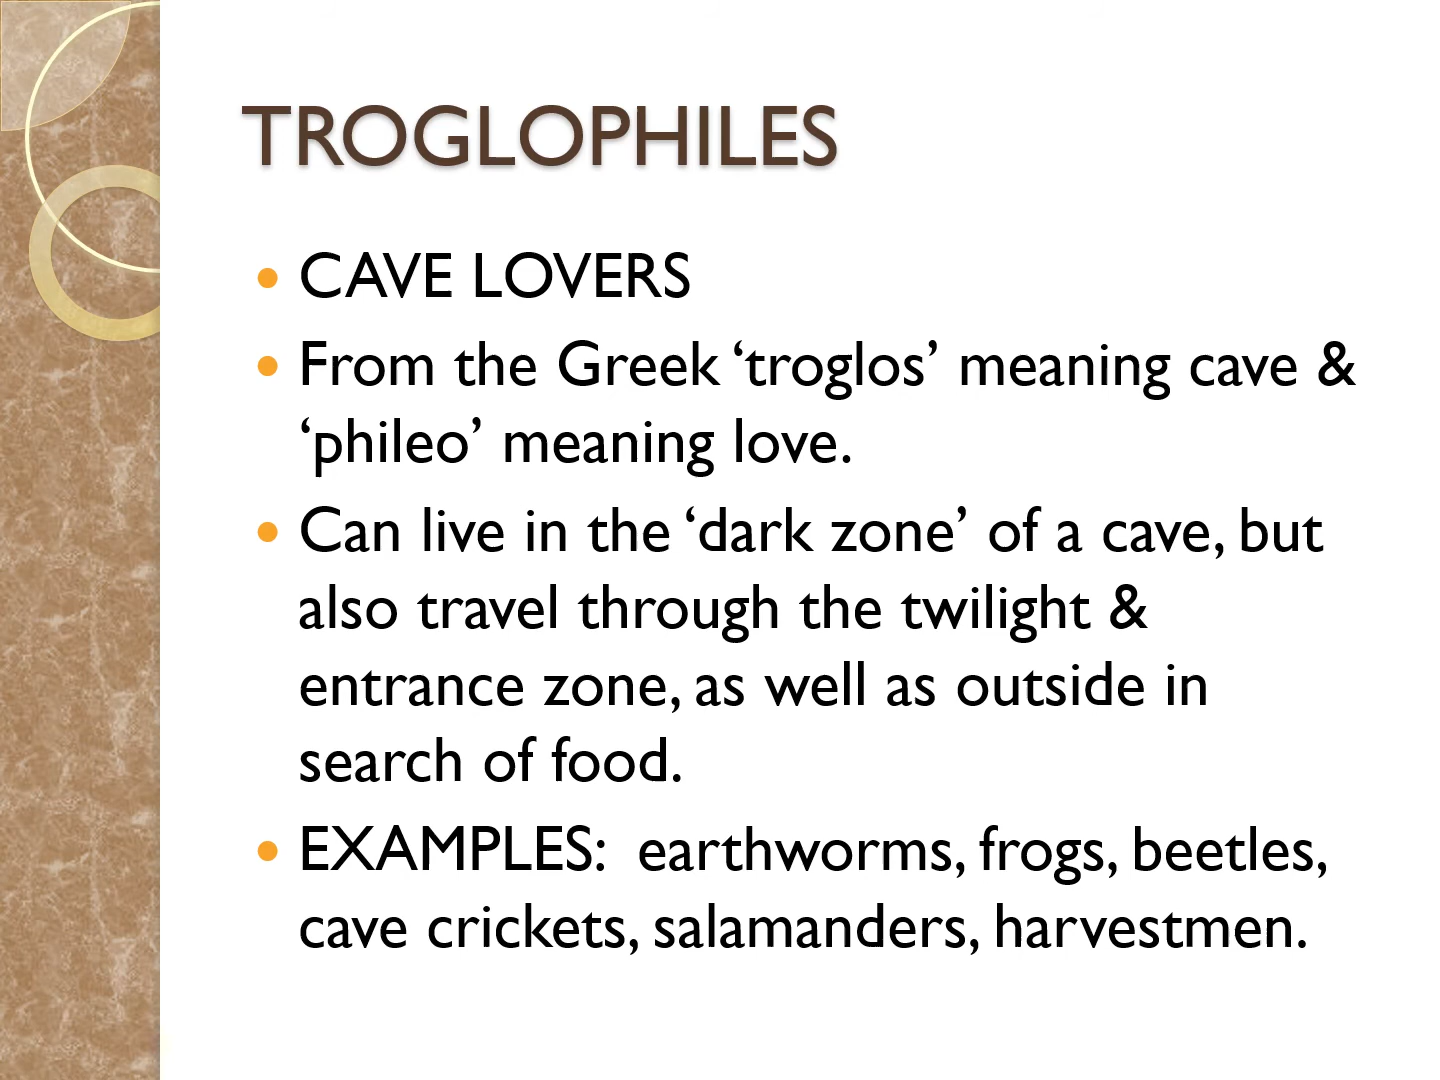 TROGLOPHILES
• CAVE LOVERS
• From the Greek ‘troglos’ meaning cave &
‘phileo’ meaning love.
• Can live in the ‘dark zone’ of a cave, but
also travel through the twilight &
entrance zone, as well as outside in
search of food.
• EXAMPLES:  earthworms, frogs, beetles,
cave crickets, salamanders, harvestmen.